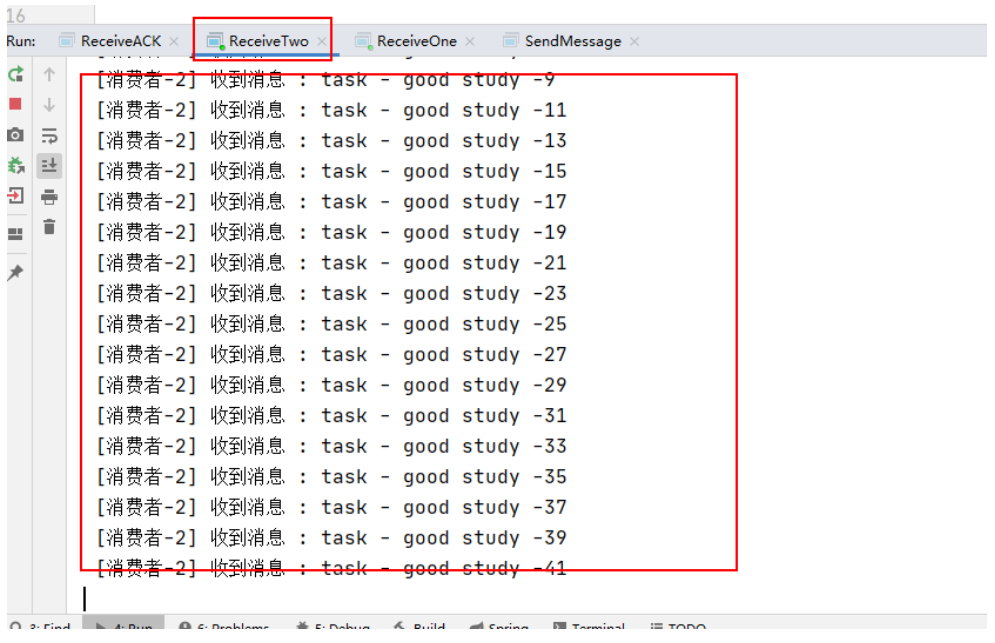 16
Run: ReceiveACK × ReceiveTwo × ReceiveOne × SendMessage ×
[消费者-2] 收到消息 : task - good study -9
[消费者-2] 收到消息 : task - good study -11
[消费者-2] 收到消息 : task - good study -13
[消费者-2] 收到消息 : task - good study -15
[消费者-2] 收到消息 : task - good study -17
[消费者-2] 收到消息 : task - good study -19
[消费者-2] 收到消息 : task - good study -21
[消费者-2] 收到消息 : task - good study -23
[消费者-2] 收到消息 : task - good study -25
[消费者-2] 收到消息 : task - good study -27
[消费者-2] 收到消息 : task - good study -29
[消费者-2] 收到消息 : task - good study -31
[消费者-2] 收到消息 : task - good study -33
[消费者-2] 收到消息 : task - good study -35
[消费者-2] 收到消息 : task - good study -37
[消费者-2] 收到消息 : task - good study -39
[消费者-2] 收到消息 : task - good study -41
3: Find 4: Run 6: Problems 5: Debug Build Spring Terminal TODO